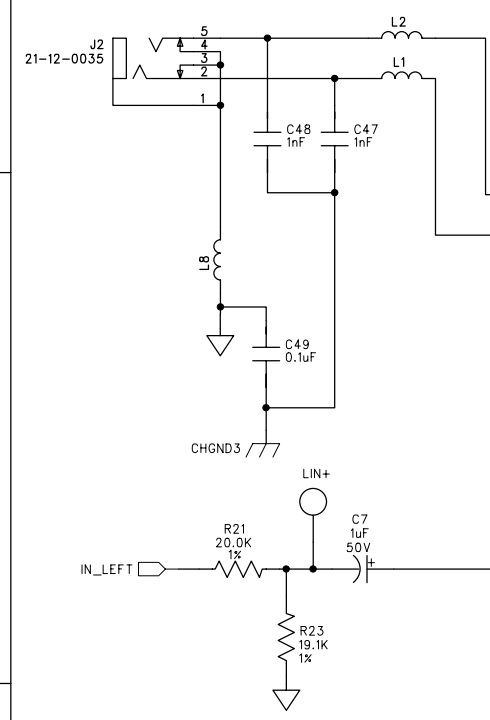 J2
21-12-0035
5
4
3
2
1
L2
L1
C48
1nF
C47
1nF
L8
C49
0.1uF
CHGND3
LIN+
R21
20.0K
1%
C7
1uF
50V
+
IN_LEFT
R23
19.1K
1%